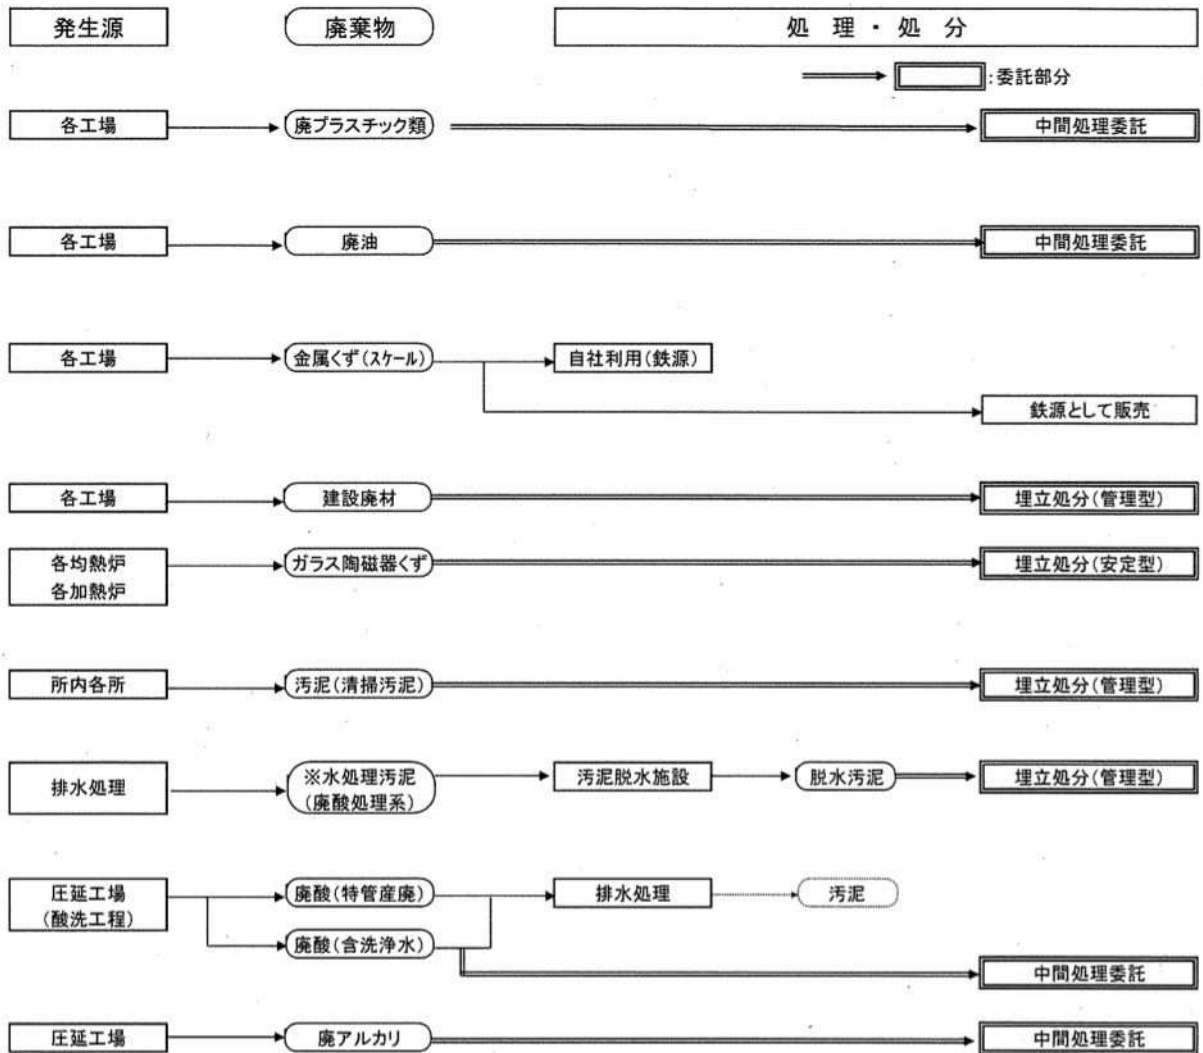 発生源
廃棄物
処理・処分
:委託部分
各工場
廃プラスチック類
中間処理委託
各工場
廃油
中間処理委託
各工場
金属くず(スケール)
自社利用(鉄源)
鉄源として販売
各工場
建設廃材
埋立処分(管理型)
各均熱炉
各加熱炉
ガラス陶磁器くず
埋立処分(安定型)
所内各所
汚泥(清掃汚泥)
埋立処分(管理型)
排水処理
※水処理汚泥
(廃酸処理系)
汚泥脱水施設
脱水汚泥
埋立処分(管理型)
圧延工場
(酸洗工程)
廃酸(特管産廃)
排水処理
汚泥
廃酸(含洗浄水)
中間処理委託
圧延工場
廃アルカリ
中間処理委託